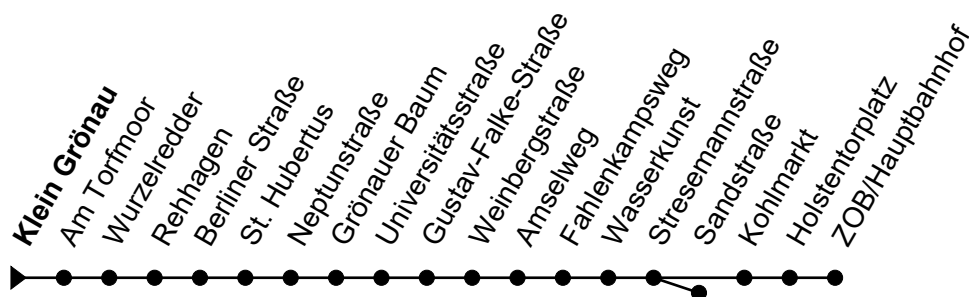 Klein Grönau
Am Torfmoor
Wurzelredder
Rehhagen
Berliner Straße
St. Hubertus
Neptunstraße
Grönauer Baum
Universitätsstraße
Gustav-Falke-Straße
Weinbergstraße
Amselweg
Fahlenkampsweg
Wasserkunst
Stresemannstraße
Sandstraße
Kohlmarkt
Holstentorplatz
ZOB/Hauptbahnhof